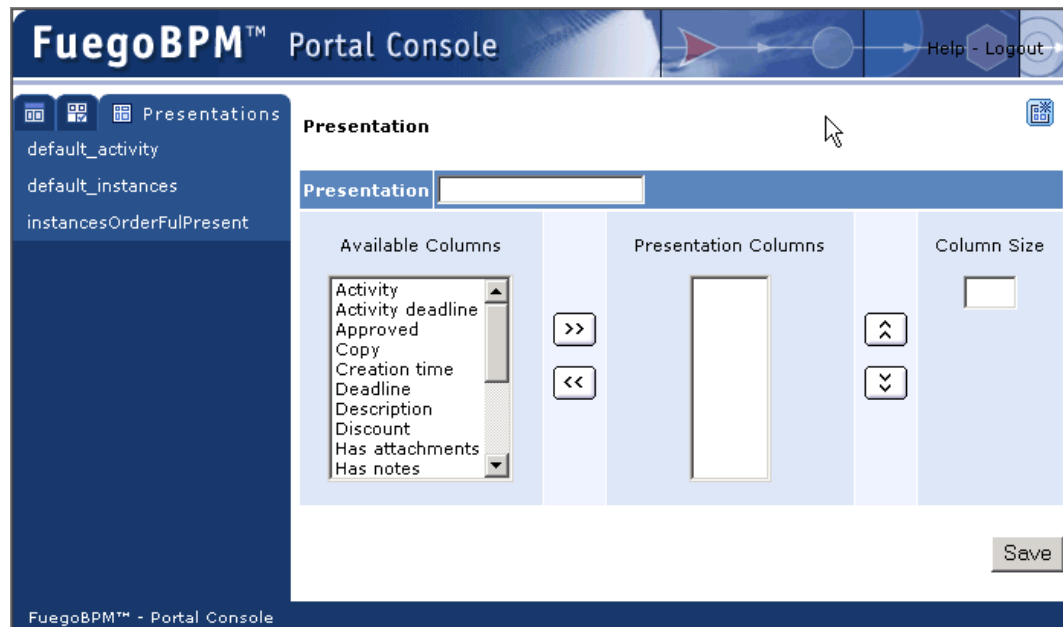 FuegoBPM™ Portal Console
Help - Logout
Presentations
default_activity
default_instances
instancesOrderFulPresent
Presentation
Presentation
Available Columns
Presentation Columns
Column Size
Activity
Activity deadline
Approved
Copy
Creation time
Deadline
Description
Discount
Has attachments
Has notes
>>
<<
Save
FuegoBPM™ - Portal Console